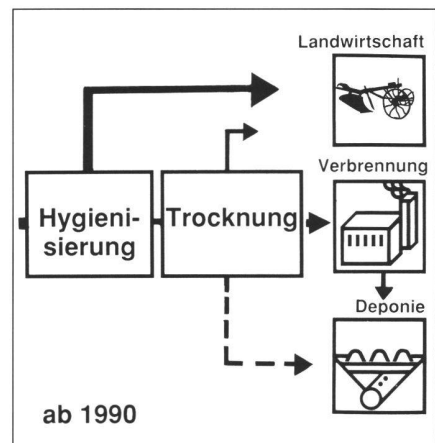 Landwirtschaft
Verbrennung
Hygieni-
sierung
Trocknung
Deponie
ab 1990